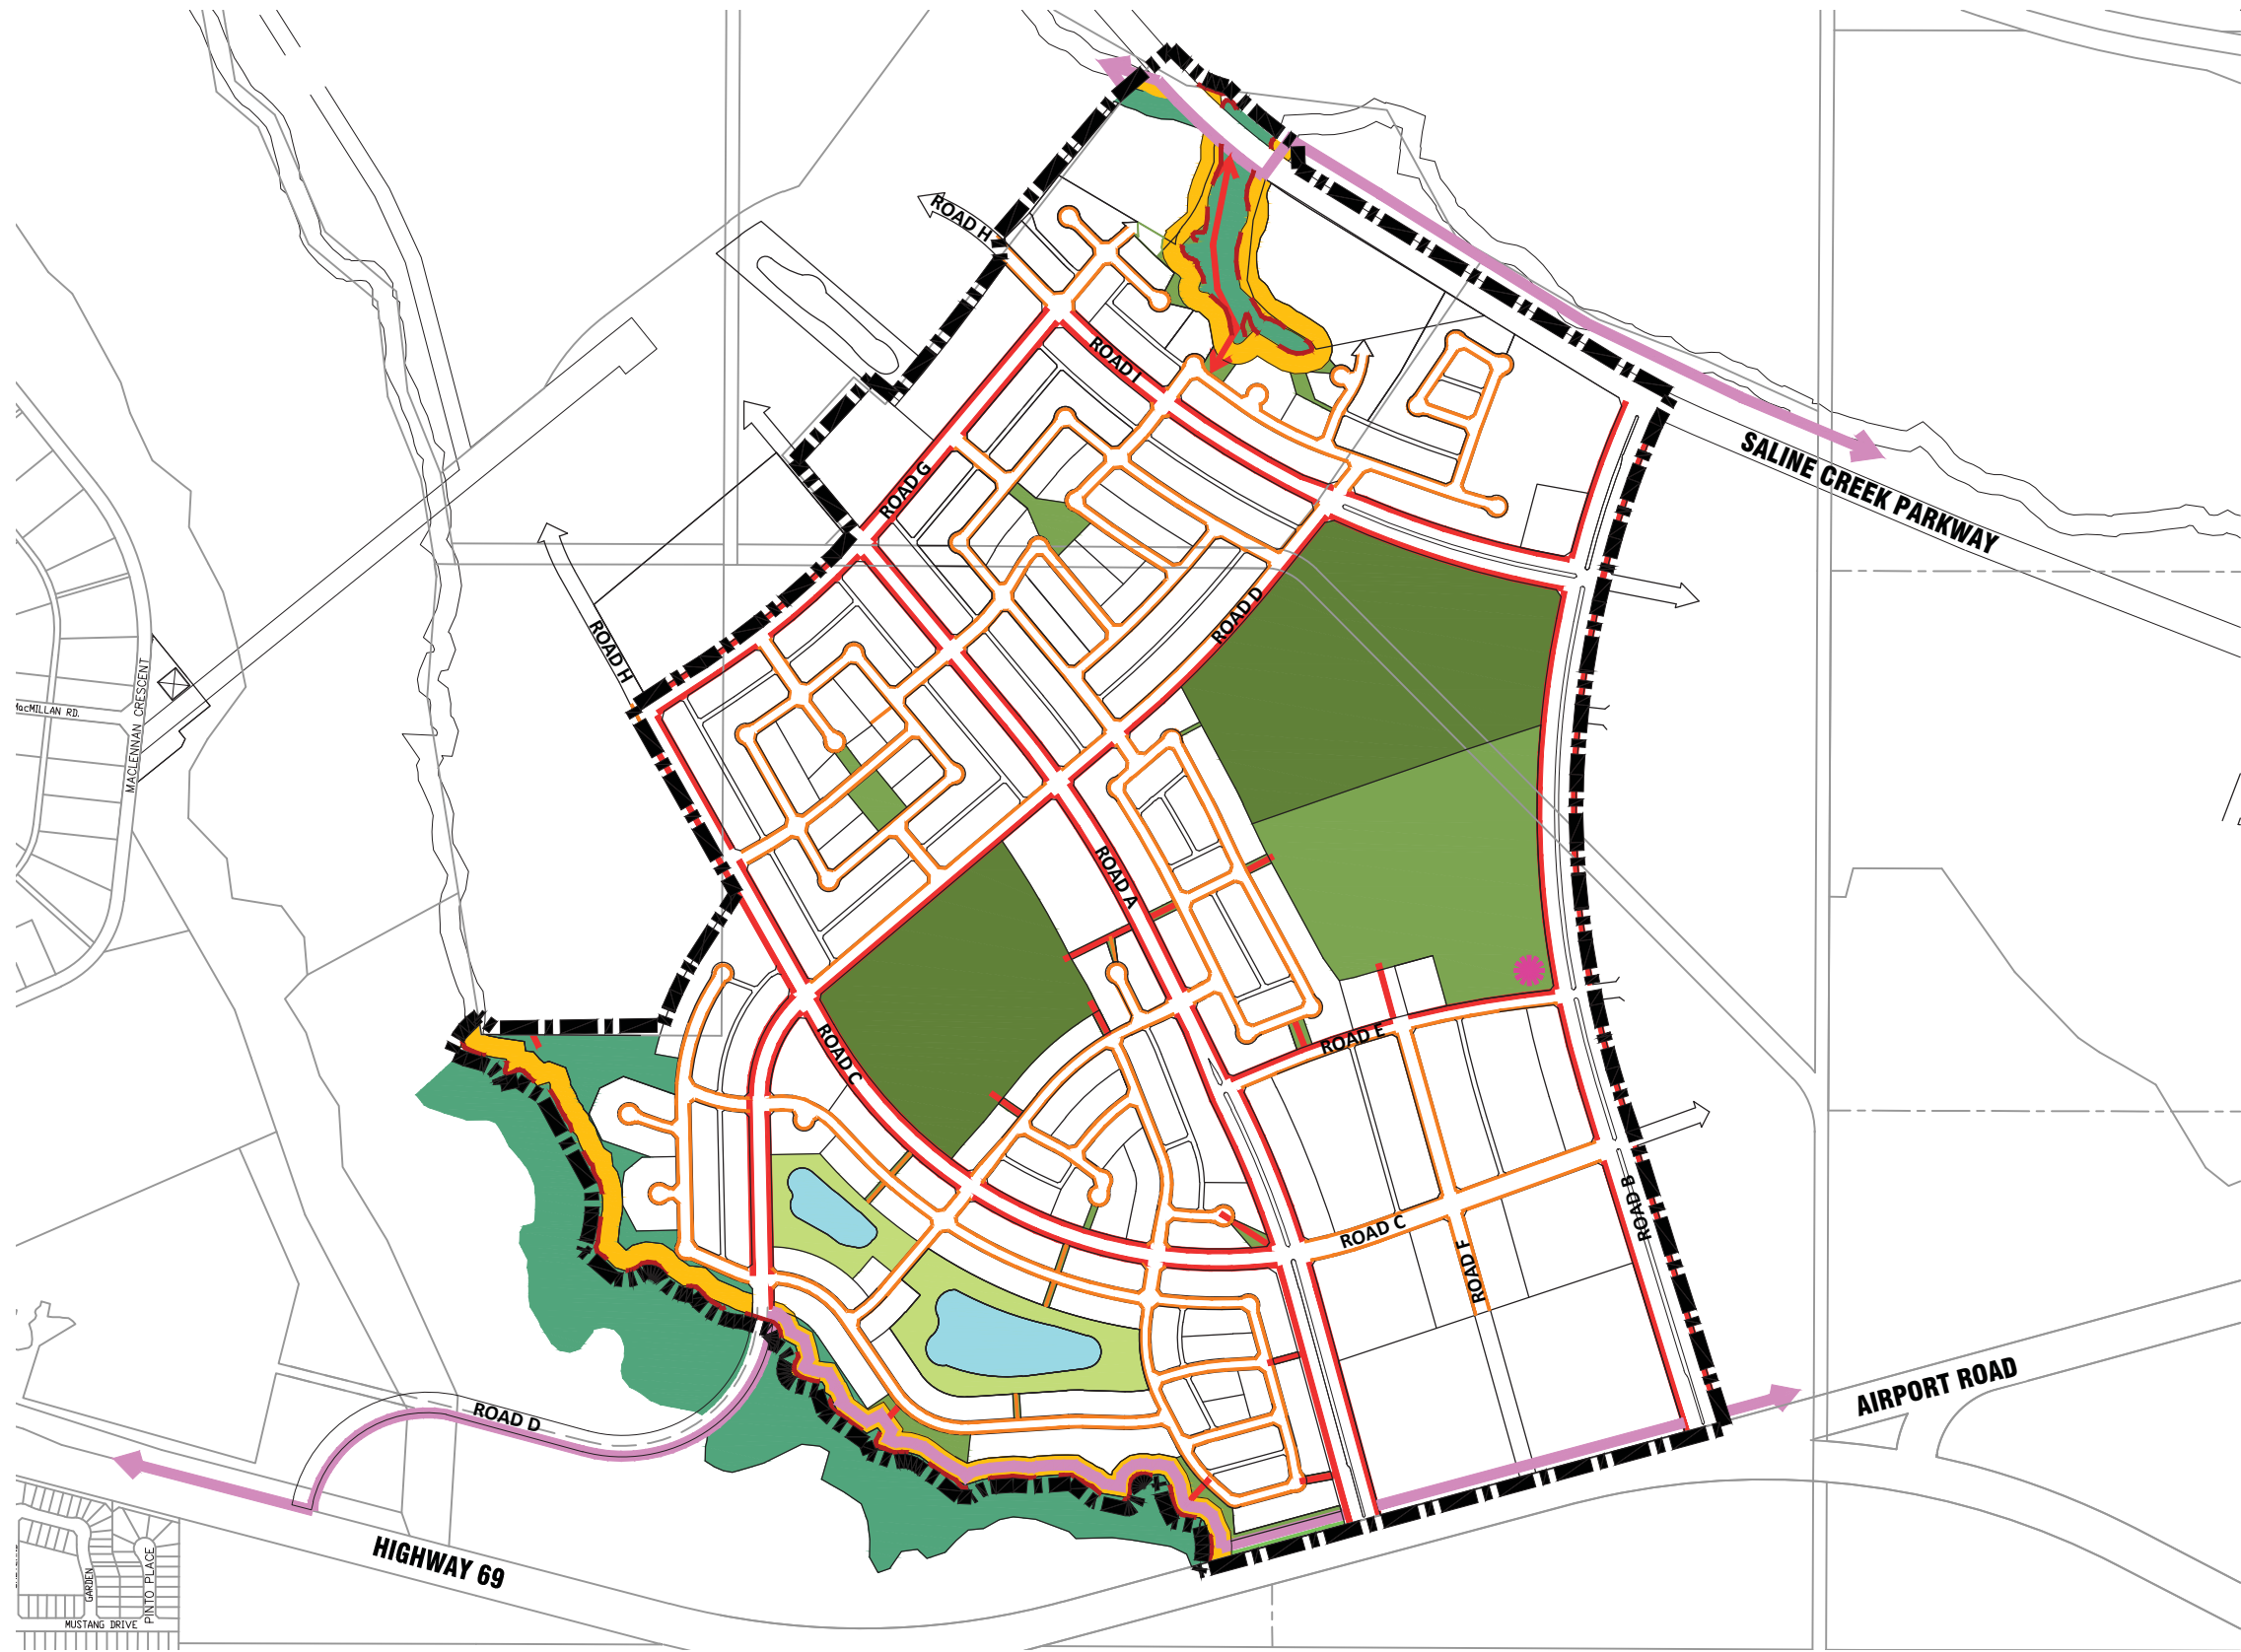 ROAD H
ROAD I
SALINE CREEK PARKWAY
ROAD G
ROAD D
ROAD H
MacMILLAN RD.
MACLENNAN CRESCENT
ROAD A
ROAD C
ROAD E
ROAD B
ROAD C
ROAD F
AIRPORT ROAD
ROAD D
HIGHWAY 69
GARDEN
PINTO PLACE
MUSTANG DRIVE